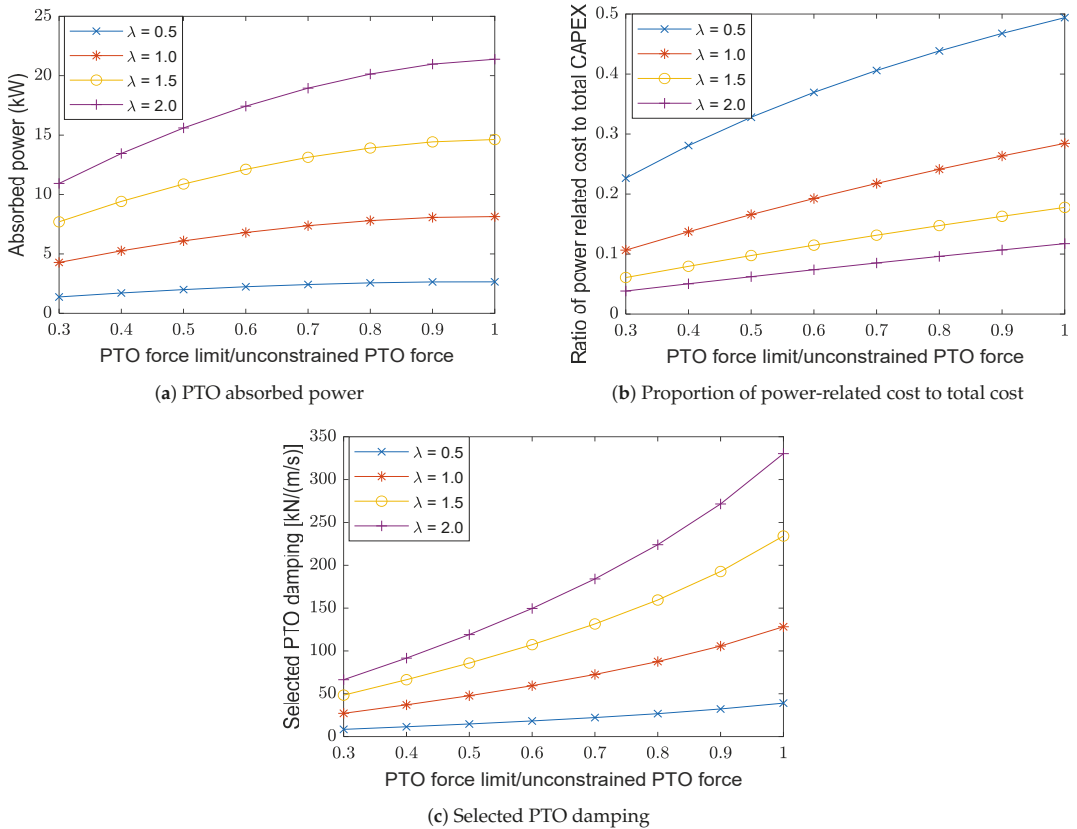 25
20
15
10
5
0
Absorbed power (kW)
λ = 0.5
λ = 1.0
λ = 1.5
λ = 2.0
0.3 0.4 0.5 0.6 0.7 0.8 0.9 1
PTO force limit/unconstrained PTO force
(a) PTO absorbed power
0.5
0.4
0.3
0.2
0.1
0
Ratio of power related cost to total CAPEX
λ = 0.5
λ = 1.0
λ = 1.5
λ = 2.0
0.3 0.4 0.5 0.6 0.7 0.8 0.9 1
PTO force limit/unconstrained PTO force
(b) Proportion of power-related cost to total cost
350
300
250
200
150
100
50
0
Selected PTO damping [kN/(m/s)]
λ = 0.5
λ = 1.0
λ = 1.5
λ = 2.0
0.3 0.4 0.5 0.6 0.7 0.8 0.9 1
PTO force limit/unconstrained PTO force
(c) Selected PTO damping